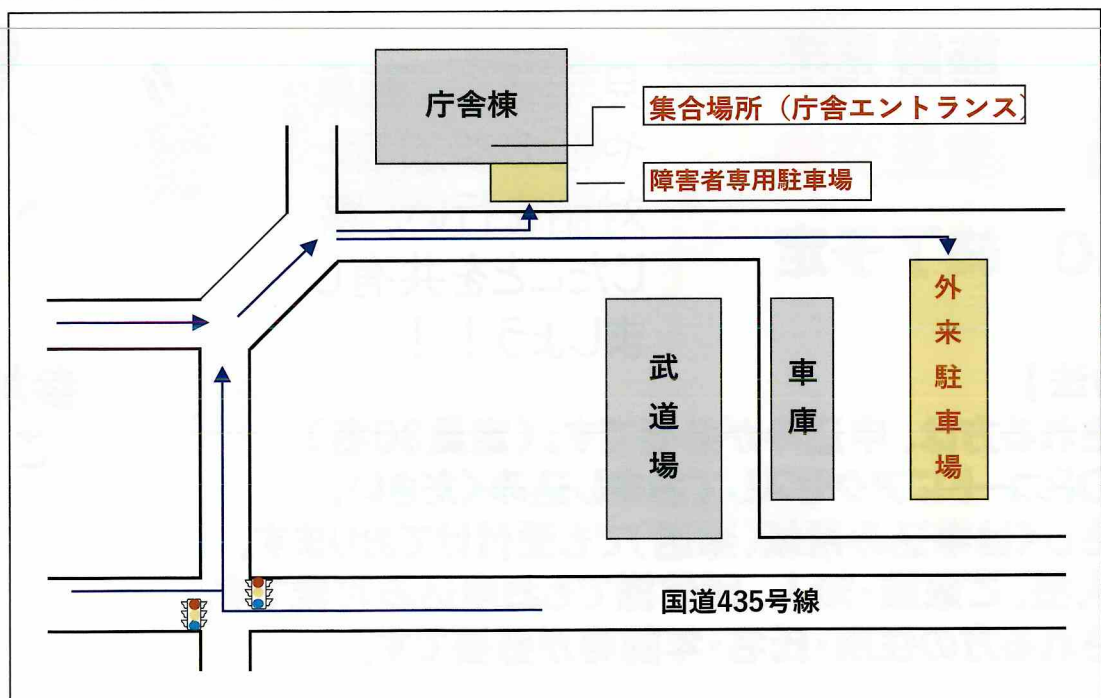 庁舎棟
集合場所（庁舎エントランス）
障害者専用駐車場
外来駐車場
武道場
車庫
国道435号線